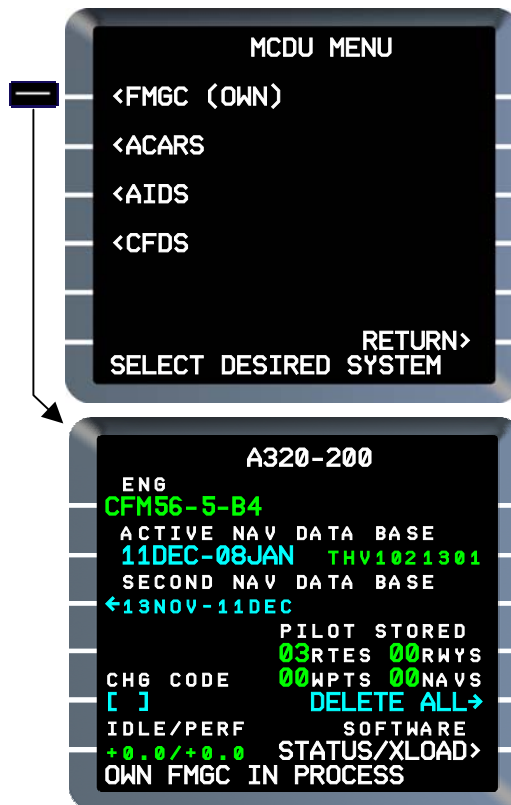 MCDU MENU
<FMGC (OWN)
<ACARS
<AIDS
<CFDS
RETURN>
SELECT DESIRED SYSTEM
A320-200
ENG
CFM56-5-B4
ACTIVE NAV DATA BASE
11DEC-08JAN THV1021301
SECOND NAV DATA BASE
←13NOV-11DEC
PILOT STORED
03RTES 00RWYS
CHG CODE 00WPTS 00NAVS
[ ] DELETE ALL→
IDLE/PERF SOFTWARE
+0.0/+0.0 STATUS/XLOAD>
OWN FMGC IN PROCESS